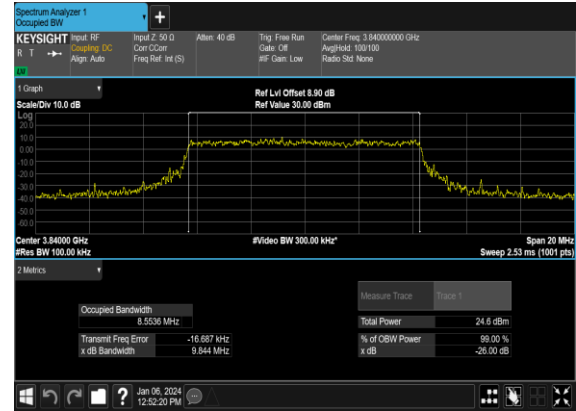 Spectrum Analyzer 1
Occupied BW
+
KEYSIGHT Input: RF Input Z: 50 Ω Atten: 40 dB Trig: Free Run Center Freq: 3.840000000 GHz
R T Coupling: DC Corr CCorr Gate: Off Avg|Hold: 100/100
Align: Auto Freq Ref: Int (S) #IF Gain: Low Radio Std: None
LV
1 Graph
Ref Lvl Offset 8.90 dB
Scale/Div 10.0 dB Ref Value 30.00 dBm
Log
20.0
10.0
0.00
-10.0
-20.0
-30.0
-40.0
-50.0
-60.0
Center 3.84000 GHz #Video BW 300.00 kHz* Span 20 MHz
#Res BW 100.00 kHz Sweep 2.53 ms (1001 pts)
2 Metrics
Measure Trace Trace 1
Occupied Bandwidth
8.5536 MHz Total Power 24.6 dBm
Transmit Freq Error -16.687 kHz % of OBW Power 99.00 %
x dB Bandwidth 9.844 MHz x dB -26.00 dB
? Jan 06, 2024
12:52:20 PM